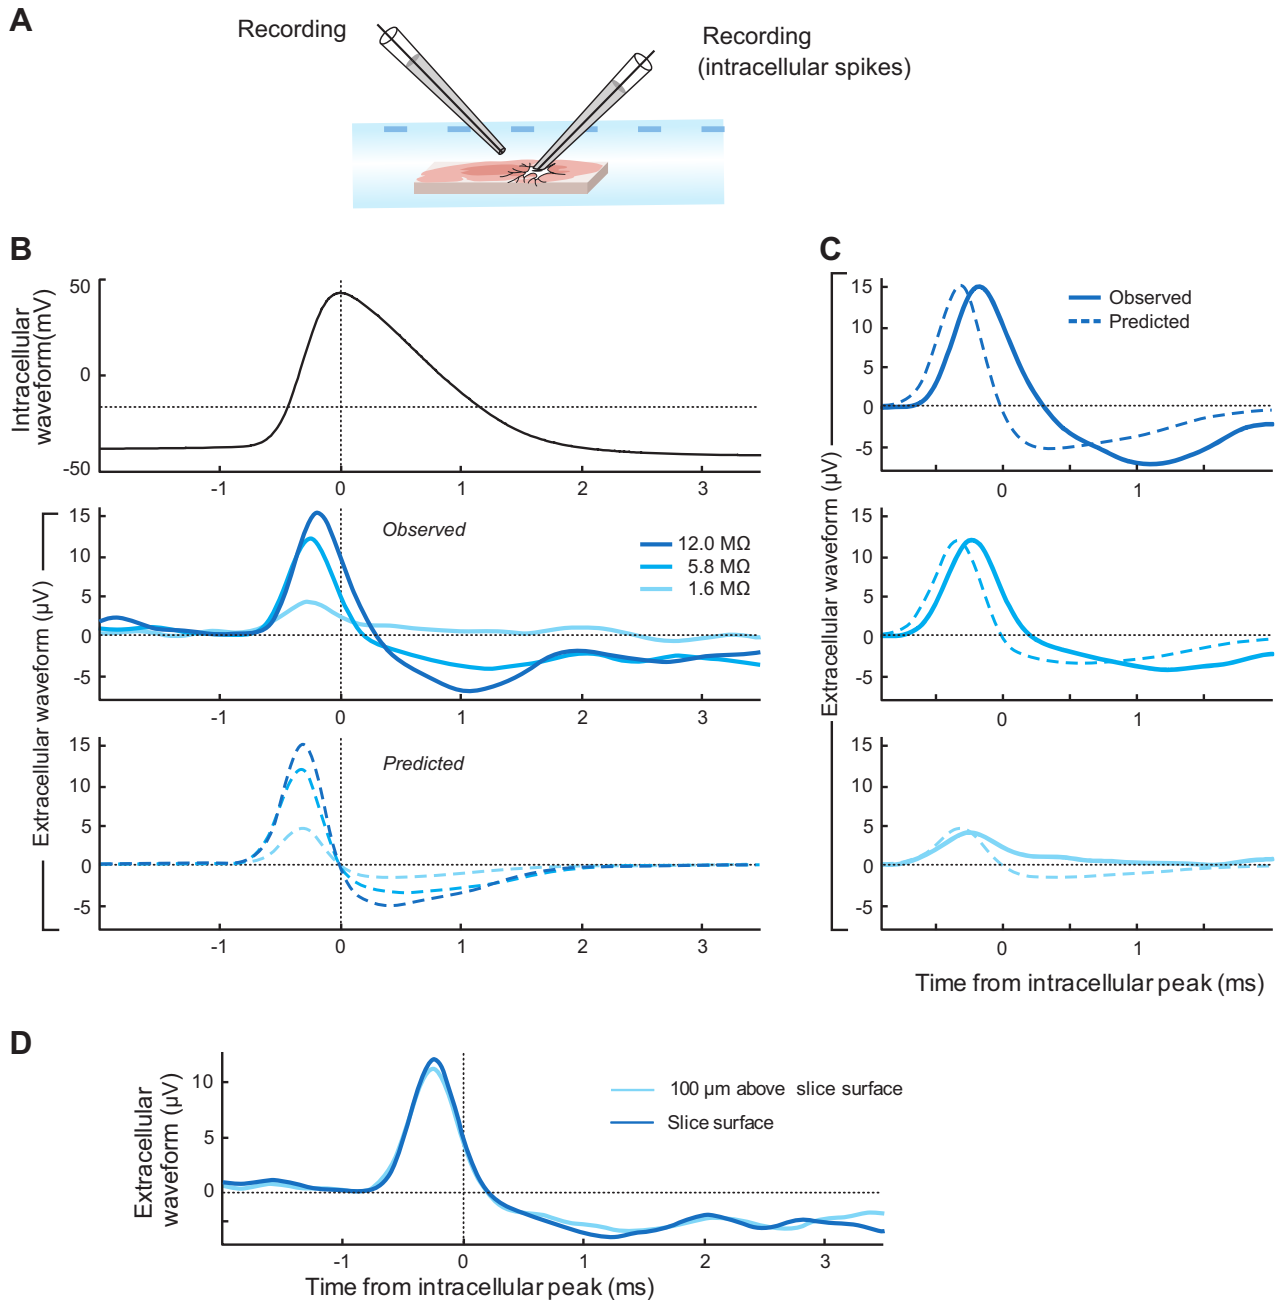 A
Recording
Recording
(intracellular spikes)
B
Intracellular
waveform(mV)
50
0
-50
-1
0
1
2
3
Extracellular waveform (µV)
Observed
12.0 MΩ
5.8 MΩ
1.6 MΩ
15
10
5
0
-5
-1
0
1
2
3
Predicted
15
10
5
0
-5
-1
0
1
2
3
C
Extracellular waveform (µV)
Observed
Predicted
15
10
5
0
-5
0
1
15
10
5
0
-5
0
1
15
10
5
0
-5
0
1
Time from intracellular peak (ms)
D
Extracellular
waveform (µV)
10
5
0
100 µm above slice surface
Slice surface
-1
0
1
2
3
Time from intracellular peak (ms)